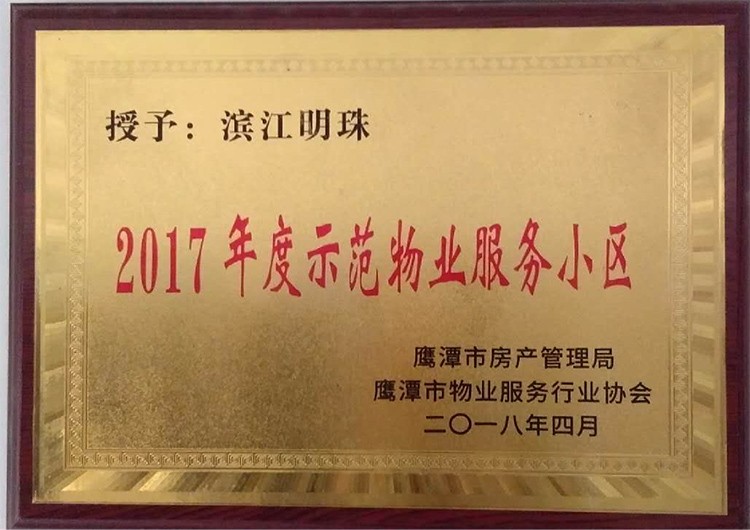 授予：滨江明珠
2017年度示范物业服务小区
鹰潭市房产管理局
鹰潭市物业服务行业协会
二〇一八年四月